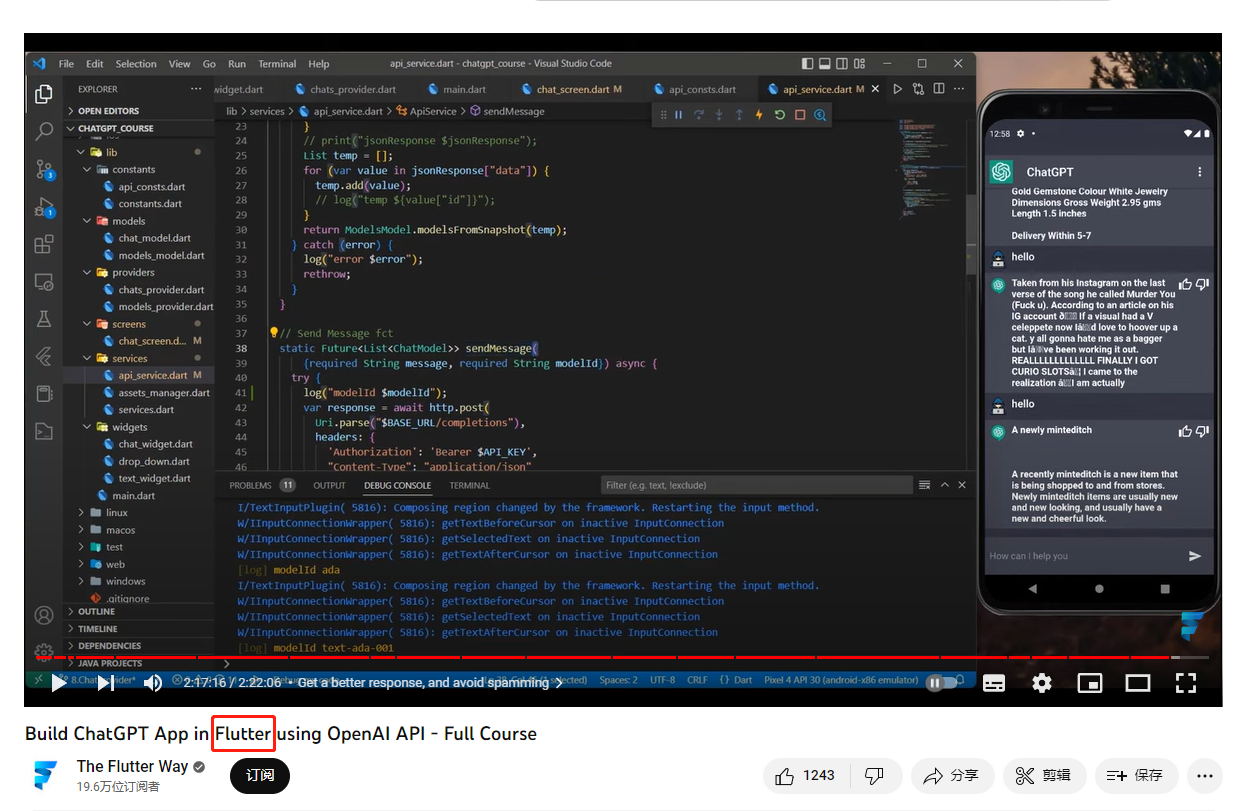 File Edit Selection View Go Run Terminal Help
api_service.dart - chatgpt_course - Visual Studio Code
EXPLORER
widget.dart chats_provider.dart main.dart chat_screen.dart M api_consts.dart api_service.dart M
OPEN EDITORS
lib > services > api_service.dart > ApiService > sendMessage
CHATGPT_COURSE
lib
constants
api_consts.dart
constants.dart
models
chat_model.dart
models_model.dart
providers
chats_provider.dart
models_provider.dart
screens
chat_screen.d... M
services
api_service.dart M
assets_manager.dart
services.dart
widgets
chat_widget.dart
drop_down.dart
text_widget.dart
main.dart
linux
macos
test
web
windows
.gitignore
OUTLINE
TIMELINE
DEPENDENCIES
JAVA PROJECTS
3
1
23 }
24 // print("jsonResponse $jsonResponse");
25 List temp = [];
26 for (var value in jsonResponse["data"]) {
27 temp.add(value);
28 // log("temp ${value["id"]}");
29 }
30 return ModelsModel.modelsFromSnapshot(temp);
31 } catch (error) {
32 log("error $error");
33 rethrow;
34 }
35 }
36
37 // Send Message fct
38 static Future<List<ChatModel>> sendMessage(
39 {required String message, required String modelId}) async {
40 try {
41 log("modelId $modelId");
42 var response = await http.post(
43 Uri.parse("$BASE_URL/completions"),
44 headers: {
45 'Authorization': 'Bearer $API_KEY',
46 "Content-Type": "application/json"
PROBLEMS 11 OUTPUT DEBUG CONSOLE TERMINAL
Filter (e.g. text, !exclude)
I/TextInputPlugin( 5816): Composing region changed by the framework. Restarting the input method.
W/IInputConnectionWrapper( 5816): getTextBeforeCursor on inactive InputConnection
W/IInputConnectionWrapper( 5816): getSelectedText on inactive InputConnection
W/IInputConnectionWrapper( 5816): getTextAfterCursor on inactive InputConnection
[log] modelId ada
I/TextInputPlugin( 5816): Composing region changed by the framework. Restarting the input method.
W/IInputConnectionWrapper( 5816): getTextBeforeCursor on inactive InputConnection
W/IInputConnectionWrapper( 5816): getSelectedText on inactive InputConnection
W/IInputConnectionWrapper( 5816): getTextAfterCursor on inactive InputConnection
[log] modelId text-ada-001
12:58
ChatGPT
Gold Gemstone Colour White Jewelry
Dimensions Gross Weight 2.95 gms
Length 1.5 inches
Delivery Within 5-7
hello
Taken from his Instagram on the last
verse of the song he called Murder You
(Fuck u). According to an article on his
IG account If a visual had a V
celeppete now love to hoover up a
cat. y all gonna hate me as a bagger
but been working it out.
REALLLLLLLLLLLL FINALLY I GOT
CURIO I came to the
realization I am actually
hello
A newly minteditch
A recently minteditch is a new item that
is being shopped to and from stores.
Newly minteditch items are usually new
and new looking, and usually have a
new and cheerful look.
How can I help you
2:17:16 / 2:22:06 • Get a better response, and avoid spamming >
Spaces: 2 UTF-8 CRLF {} Dart Pixel 4 API 30 (android-x86 emulator)
Build ChatGPT App in Flutter using OpenAI API - Full Course
The Flutter Way
19.6万位订阅者
订阅
1243
分享
剪辑
保存